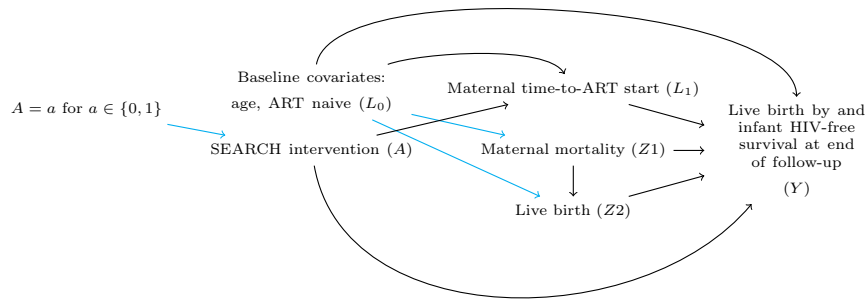 Baseline covariates:
age, ART naive (L₀)
A = a for a ∈ {0, 1}
SEARCH intervention (A)
Maternal time-to-ART start (L₁)
Maternal mortality (Z1)
Live birth (Z2)
Live birth by and
infant HIV-free
survival at end
of follow-up
(Y)